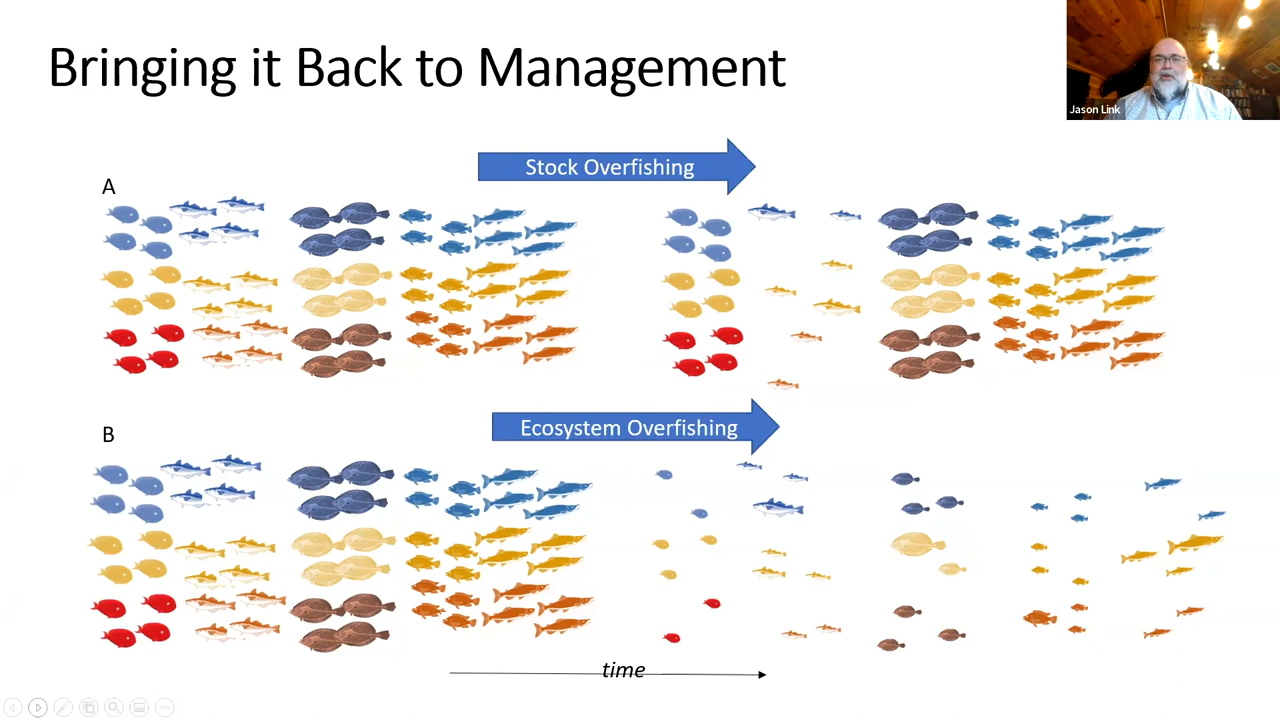 Bringing it Back to Management
Jason Link
Stock Overfishing
A
Ecosystem Overfishing
B
time